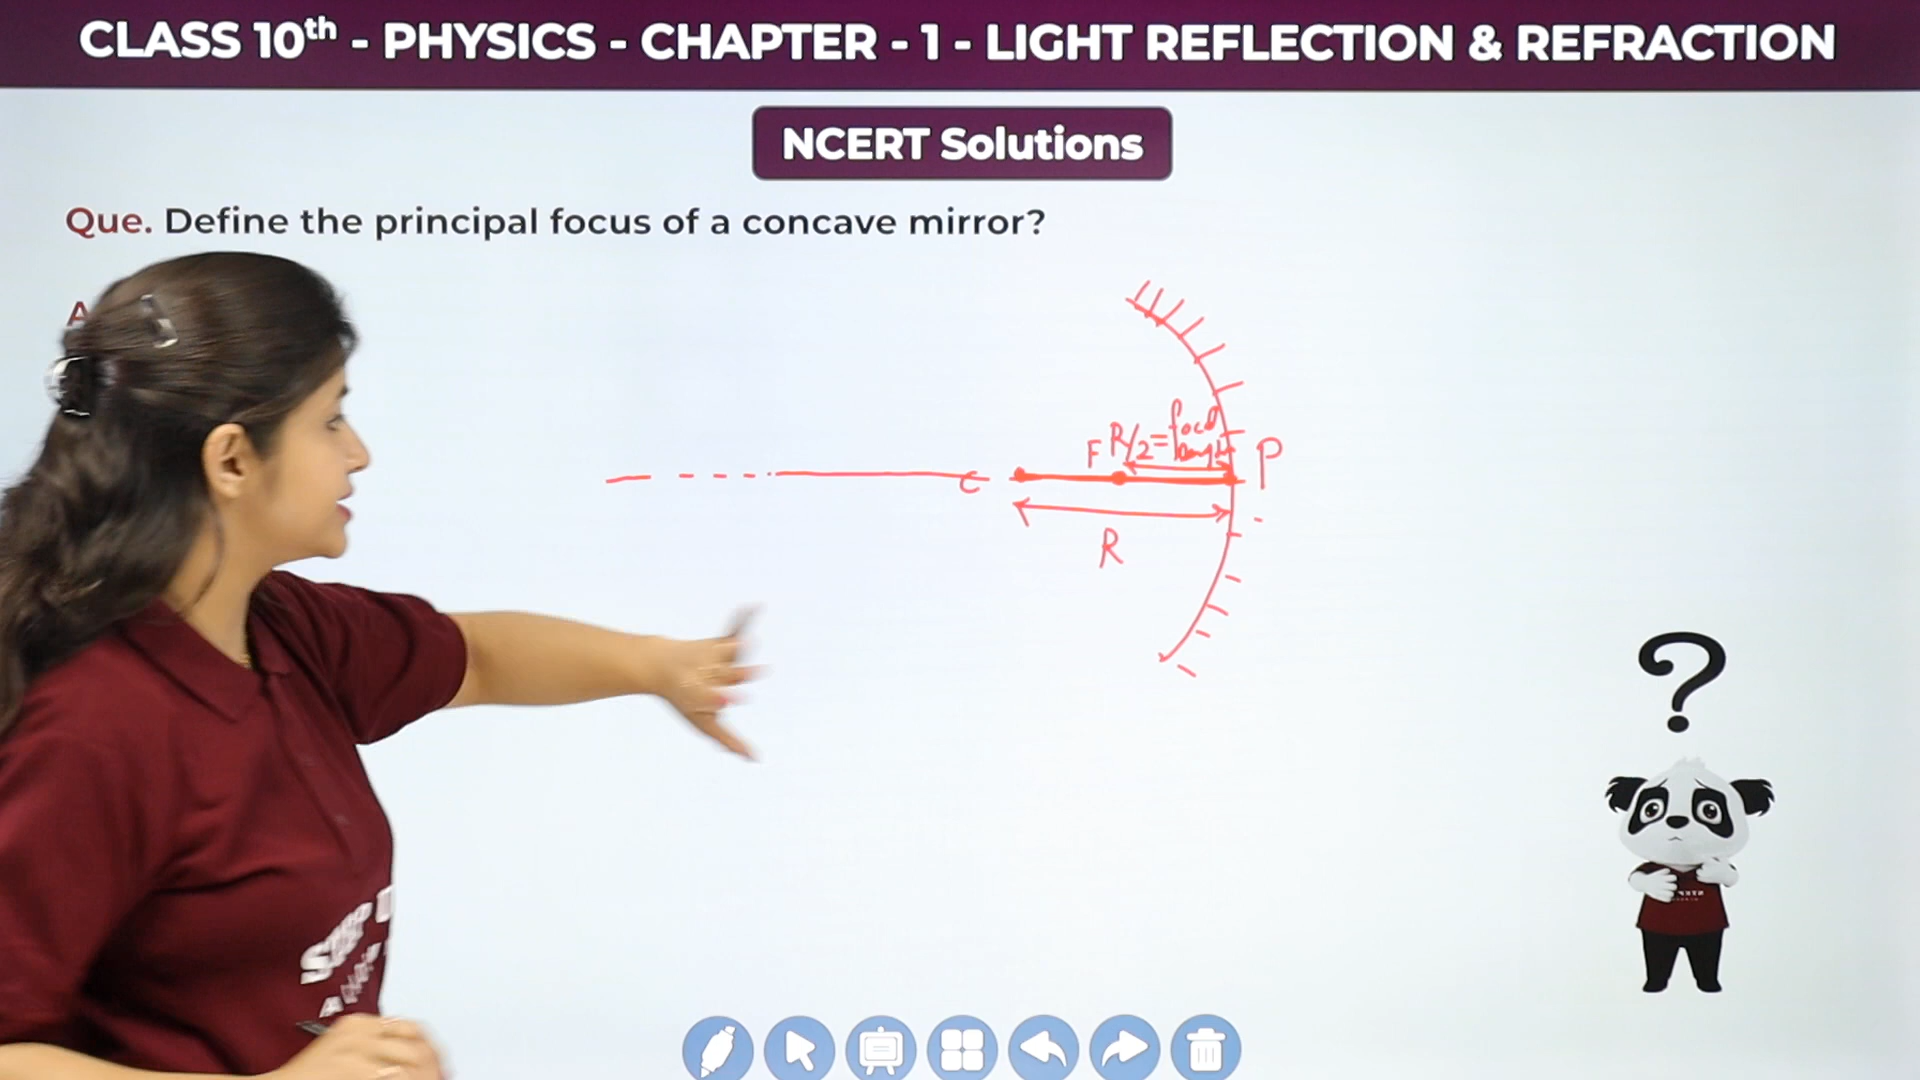 CLASS 10th - PHYSICS - CHAPTER - 1 - LIGHT REFLECTION & REFRACTION
NCERT Solutions
Que. Define the principal focus of a concave mirror?
A
F R/2 = focal length
P
C
R
?
STEP